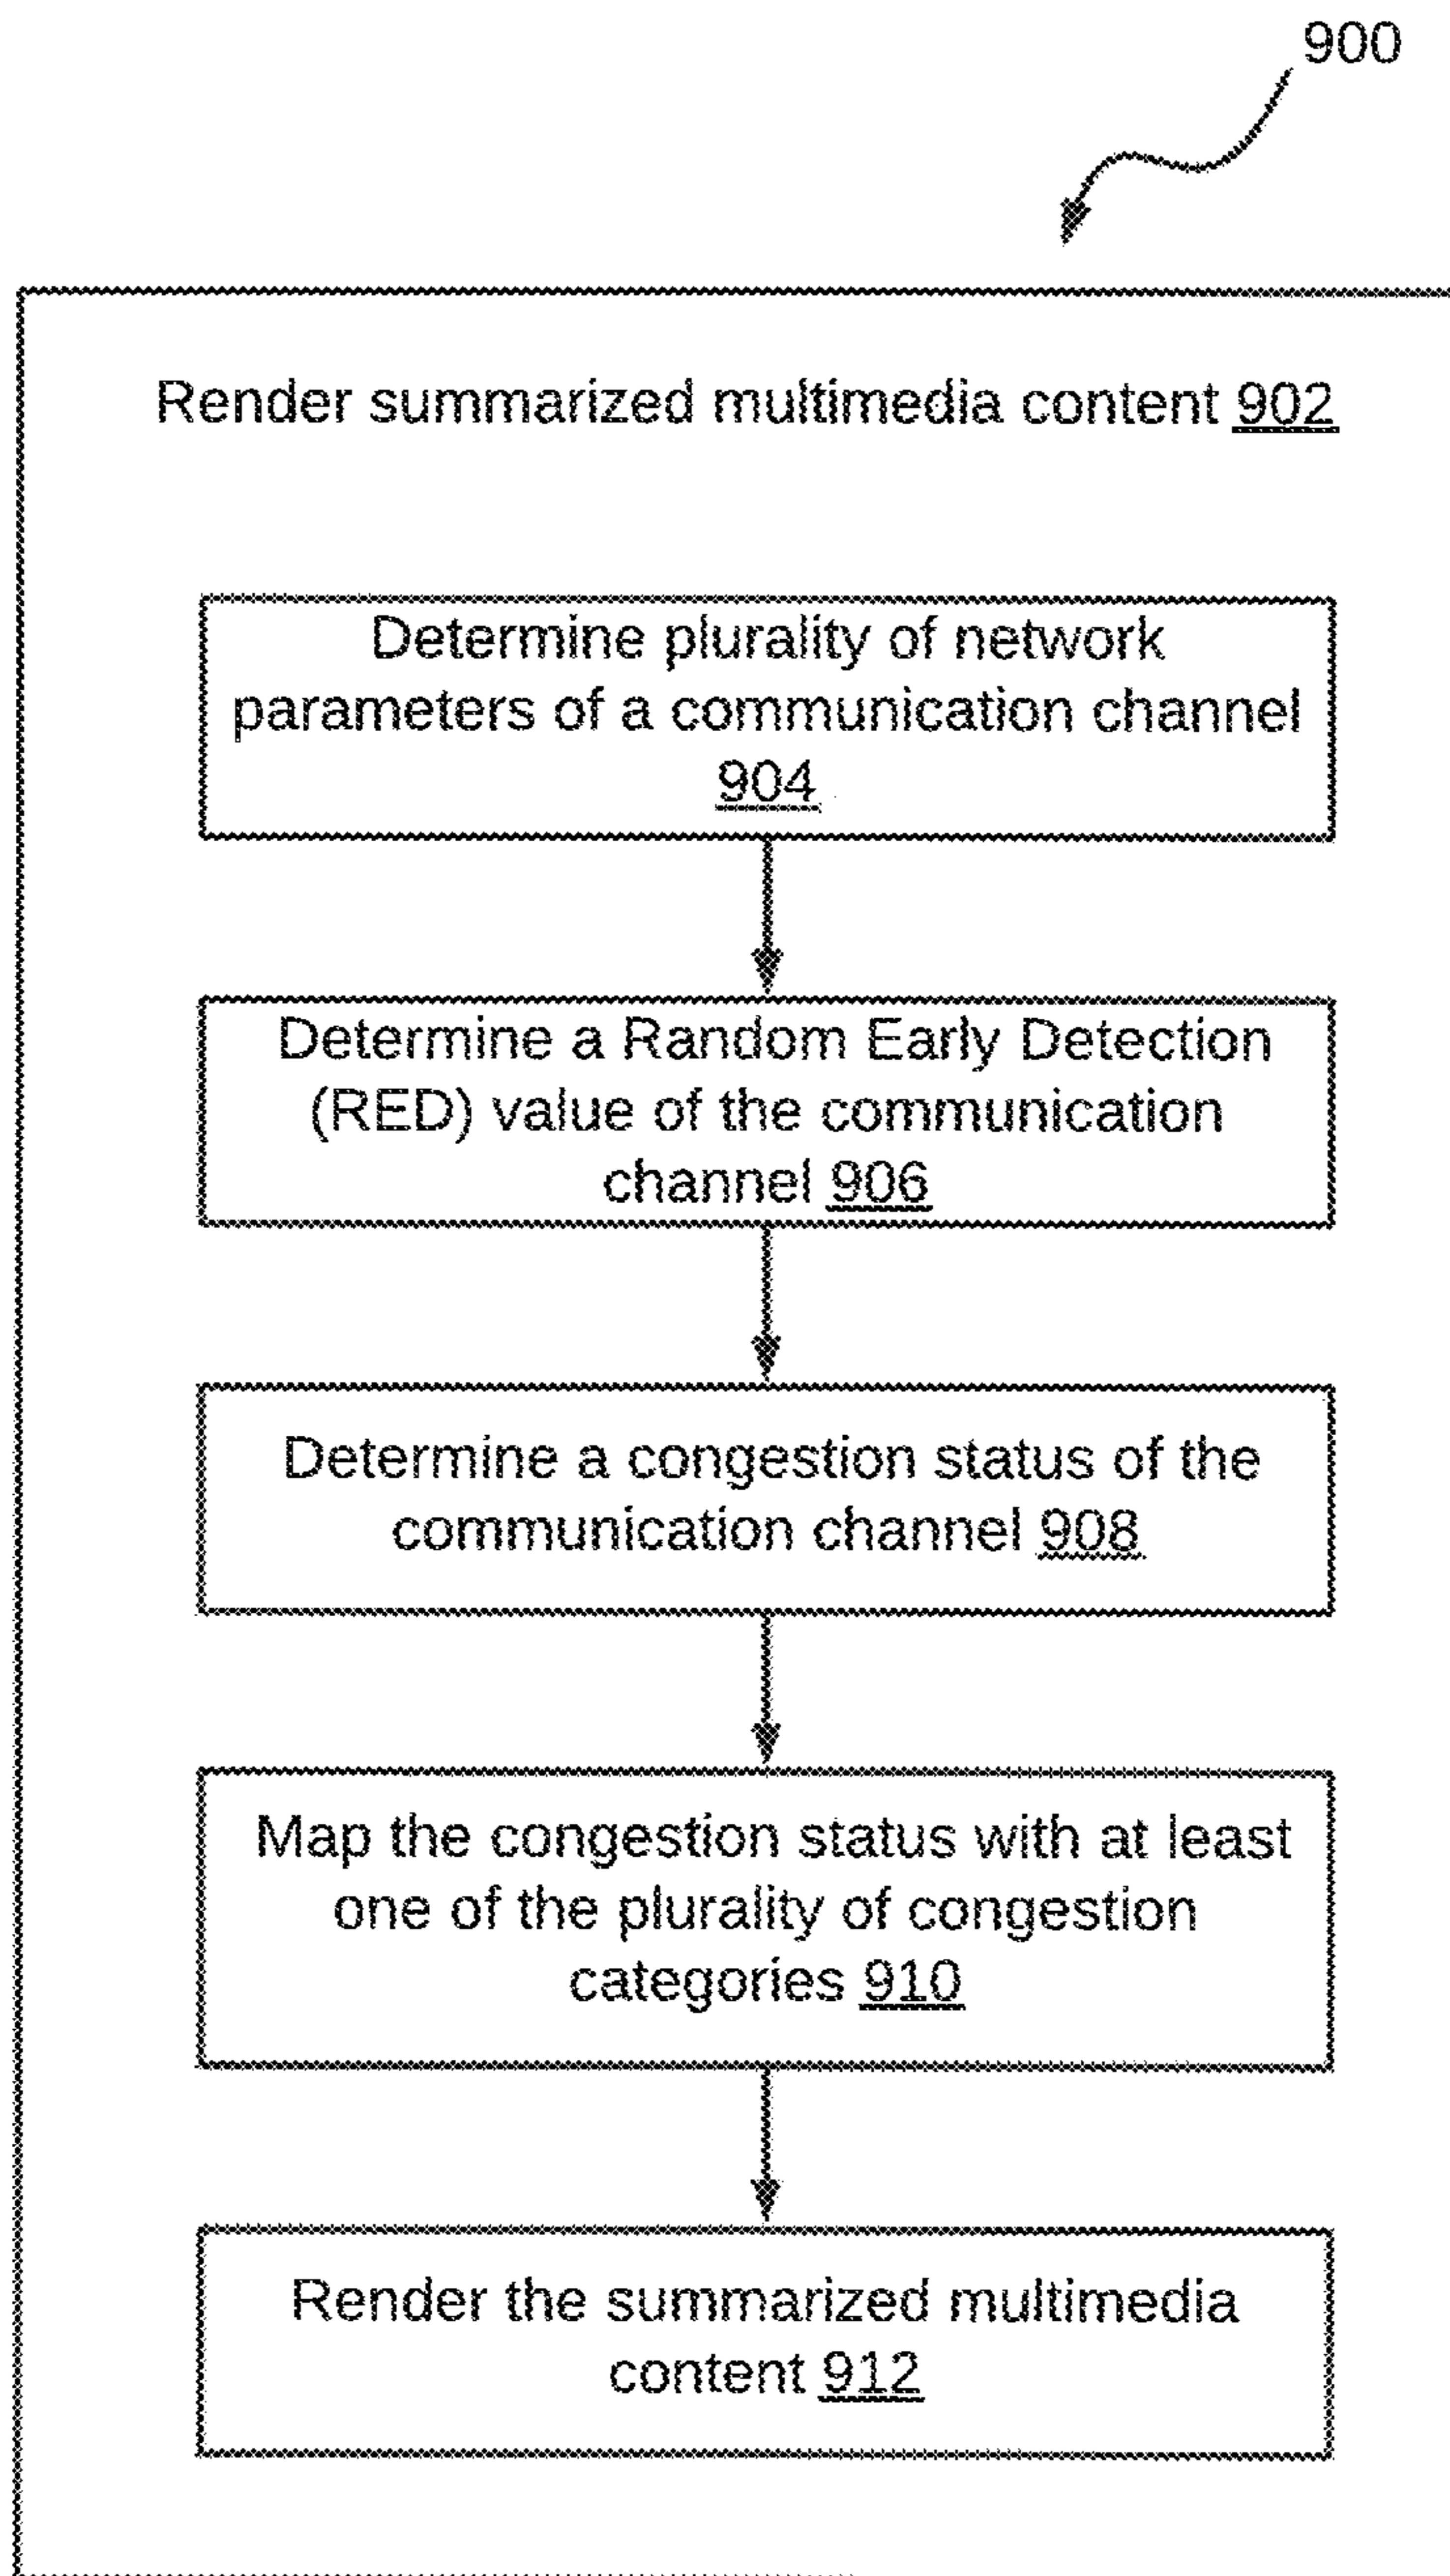 900
Render summarized multimedia content 902
Determine plurality of network
parameters of a communication channel
904
Determine a Random Early Detection
(RED) value of the communication
channel 906
Determine a congestion status of the
communication channel 908
Map the congestion status with at least
one of the plurality of congestion
categories 910
Render the summarized multimedia
content 912